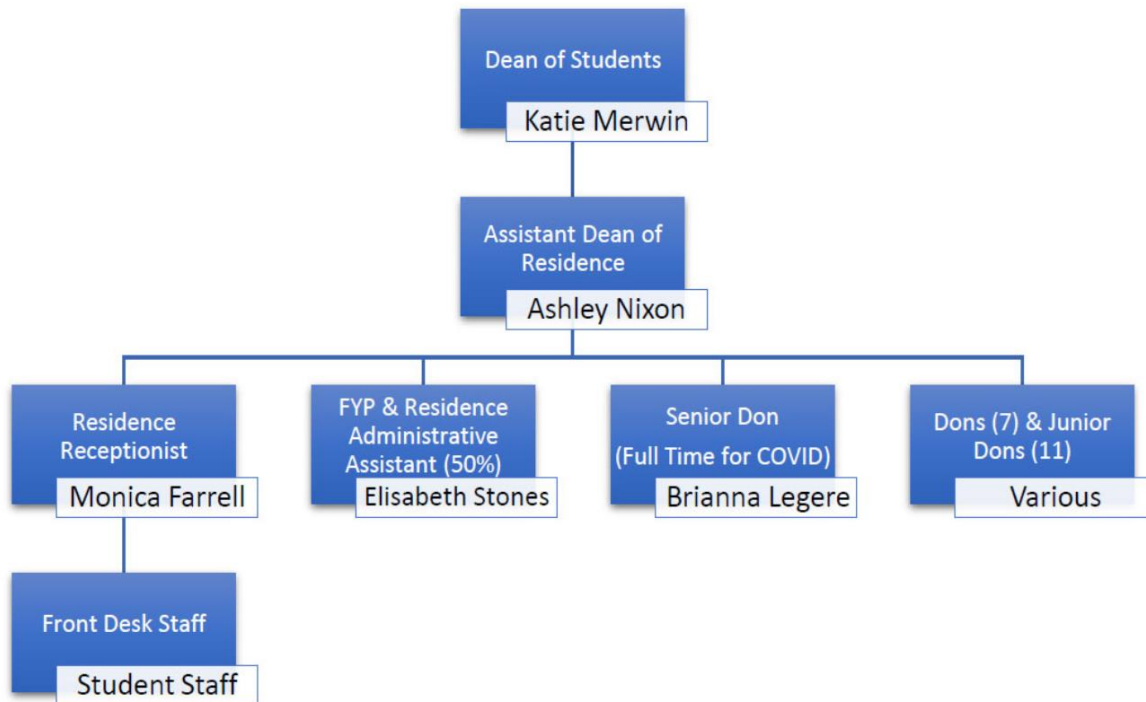 Dean of Students
Katie Merwin
Assistant Dean of
Residence
Ashley Nixon
Residence
Receptionist
Monica Farrell
FYP & Residence
Administrative
Assistant (50%)
Elisabeth Stones
Senior Don
(Full Time for COVID)
Brianna Legere
Dons (7) & Junior
Dons (11)
Various
Front Desk Staff
Student Staff